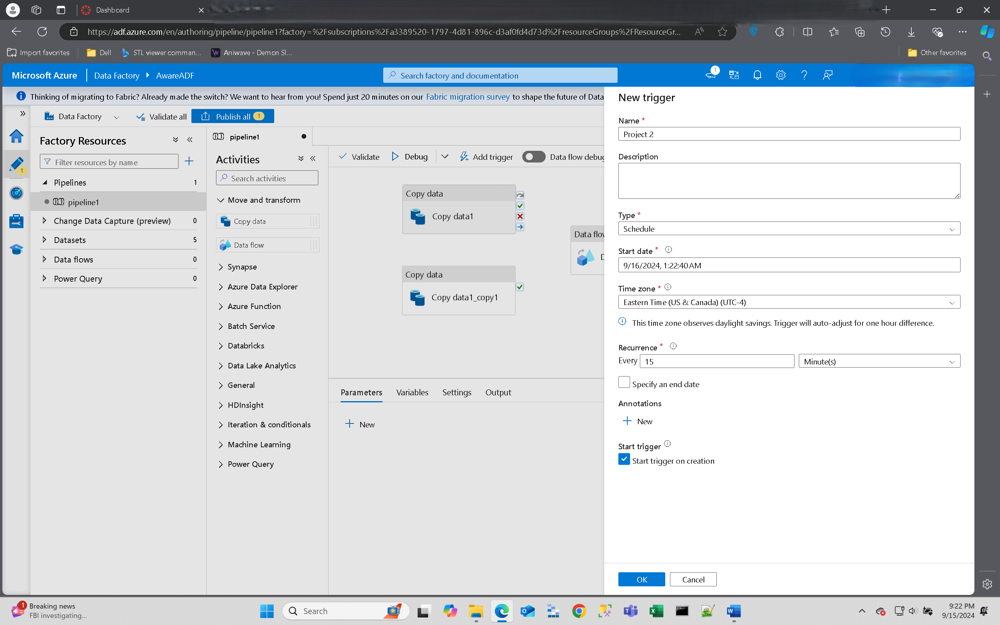 Dashboard
https://adf.azure.com/en/authoring/pipeline/pipeline1?factory=%2Fsubscriptions%2Fa3389520-1797-4d81-896c-d3af0fd4d73d%2FresourceGroups%2FResourceGr...
Import favorites
Dell
STL viewer comman...
Aniwave - Demon Sl...
Other favorites
Microsoft Azure
Data Factory
AwareADF
Search factory and documentation
1
Thinking of migrating to Fabric? Already made the switch? We want to hear from you! Spend just 20 minutes on our Fabric migration survey to shape the future of Data
Data Factory
Validate all
Publish all 1
Factory Resources
Filter resources by name
1
Pipelines 1
pipeline1
Change Data Capture (preview) 0
Datasets 5
Data flows 0
Power Query 0
pipeline1
Activities
Search activities
Move and transform
Copy data
Data flow
Synapse
Azure Data Explorer
Azure Function
Batch Service
Databricks
Data Lake Analytics
General
HDInsight
Iteration & conditionals
Machine Learning
Power Query
Validate
Debug
Add trigger
Data flow debug
Copy data
Copy data1
Data flow
D
Copy data
Copy data1_copy1
Parameters
Variables
Settings
Output
New
New trigger
Name *
Project 2
Description
Type *
Schedule
Start date *
9/16/2024, 1:22:40 AM
Time zone *
Eastern Time (US & Canada) (UTC-4)
This time zone observes daylight savings. Trigger will auto-adjust for one hour difference.
Recurrence *
Every 15 Minute(s)
Specify an end date
Annotations
New
Start trigger
Start trigger on creation
OK
Cancel
1
Breaking news
FBI investigating...
Search
9:22 PM
9/15/2024